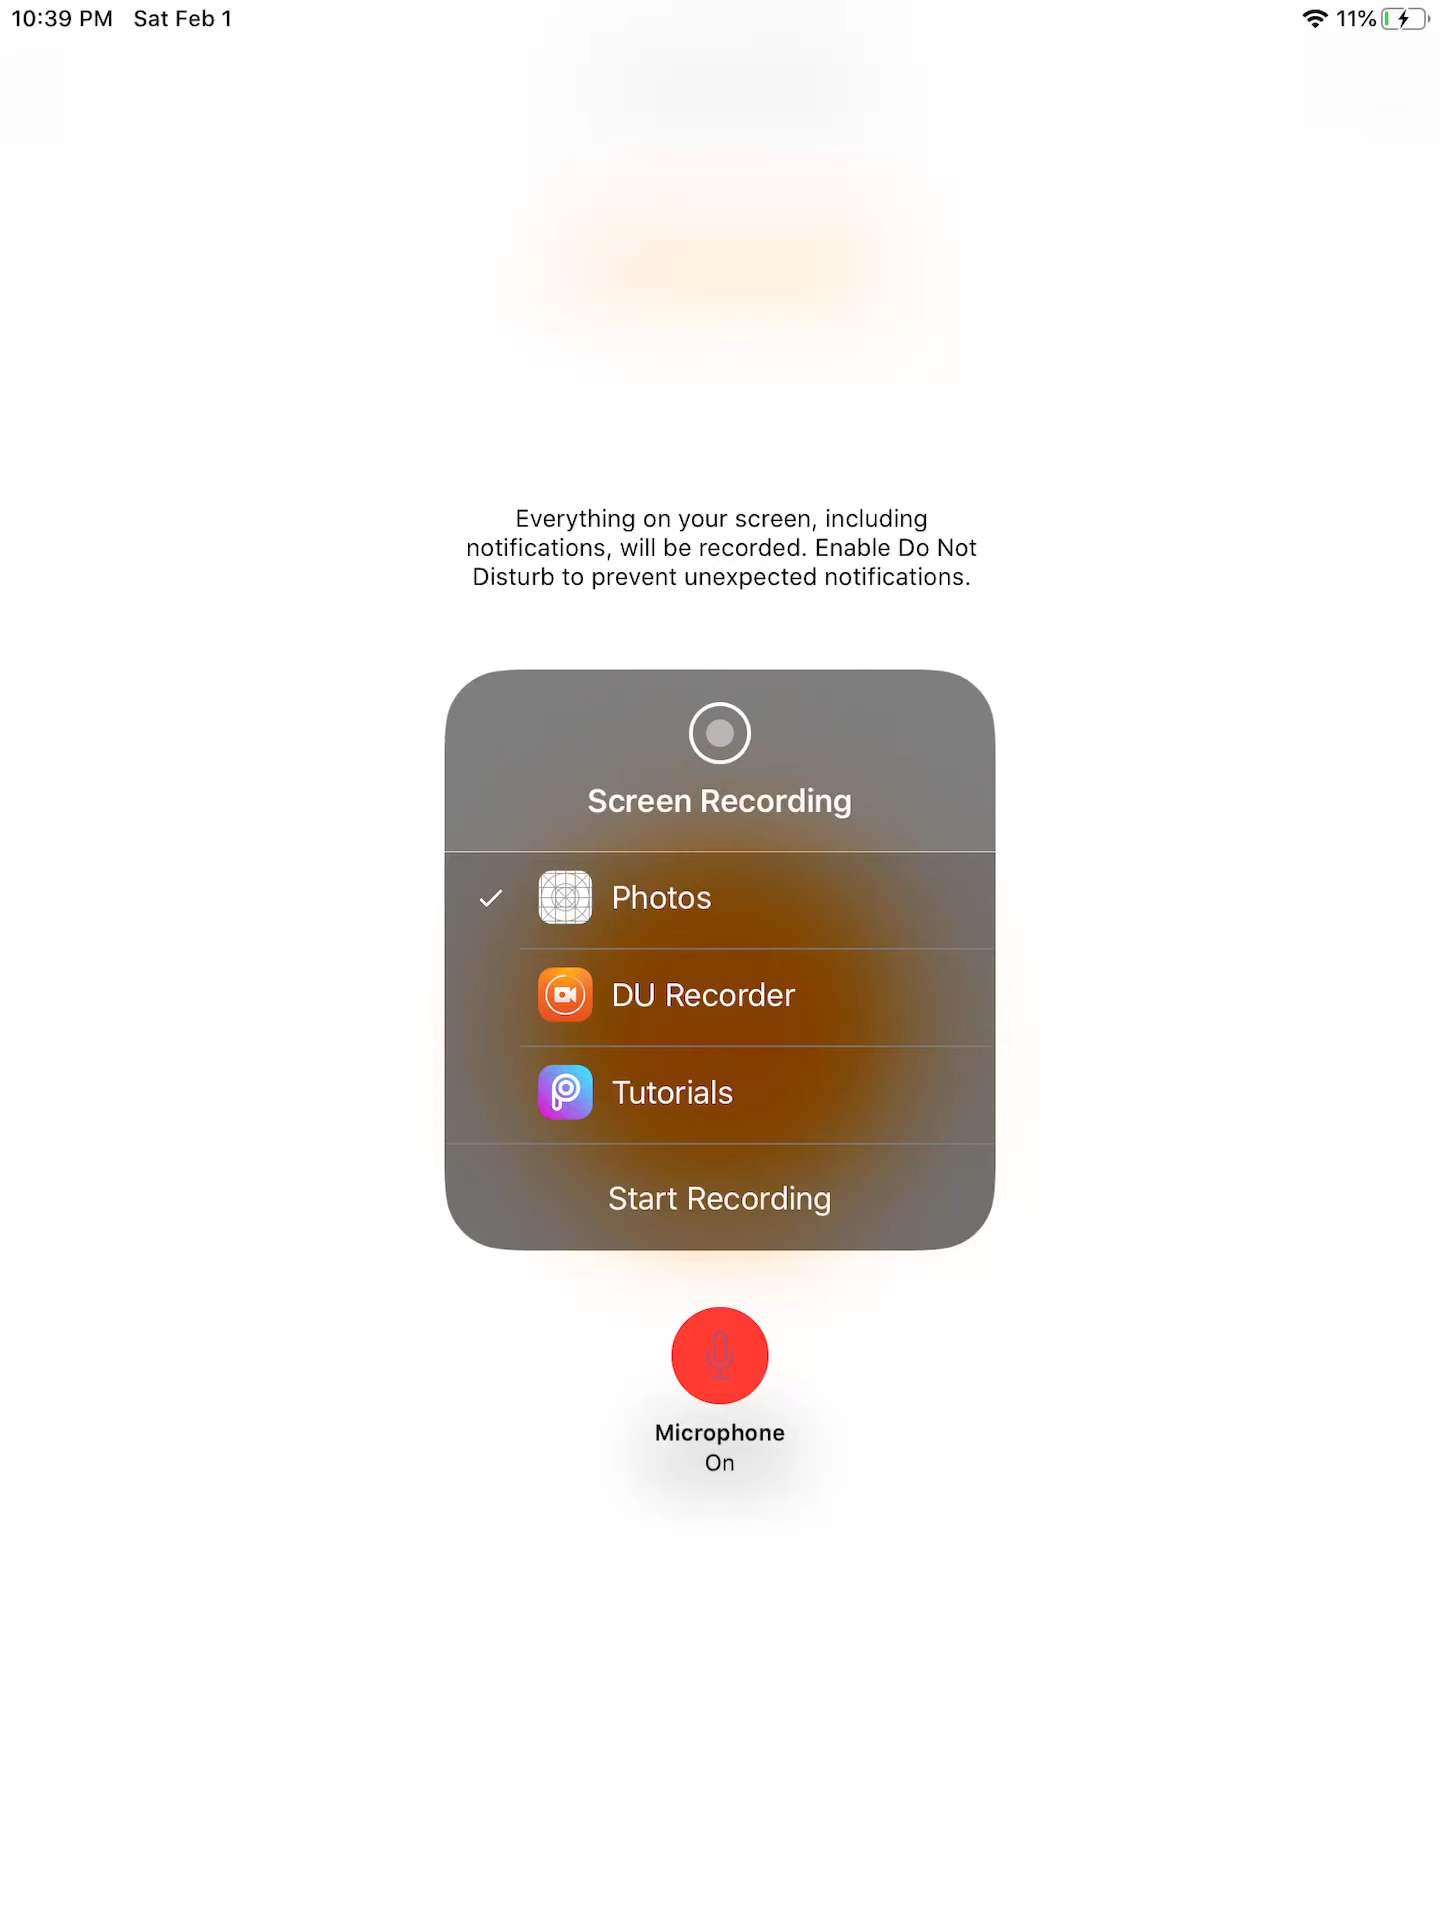 10:39 PM Sat Feb 1
11%
Everything on your screen, including
notifications, will be recorded. Enable Do Not
Disturb to prevent unexpected notifications.
Screen Recording
Photos
DU Recorder
Tutorials
Start Recording
Microphone
On